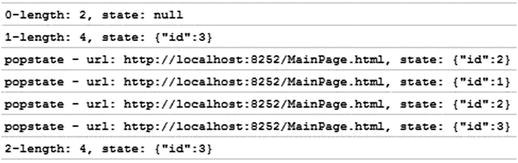 0-length: 2, state: null
1-length: 4, state: {"id":3}
popstate - url: http://localhost:8252/MainPage.html, state: {"id":2}
popstate - url: http://localhost:8252/MainPage.html, state: {"id":1}
popstate - url: http://localhost:8252/MainPage.html, state: {"id":2}
popstate - url: http://localhost:8252/MainPage.html, state: {"id":3}
2-length: 4, state: {"id":3}